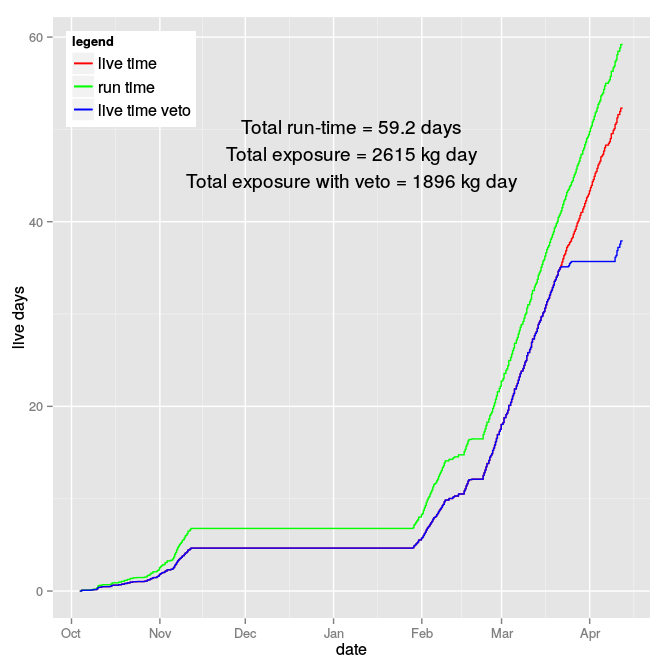 60
40
20
0
live days
legend
live time
run time
live time veto
Total run-time = 59.2 days
Total exposure = 2615 kg day
Total exposure with veto = 1896 kg day
Oct Nov Dec Jan Feb Mar Apr
date